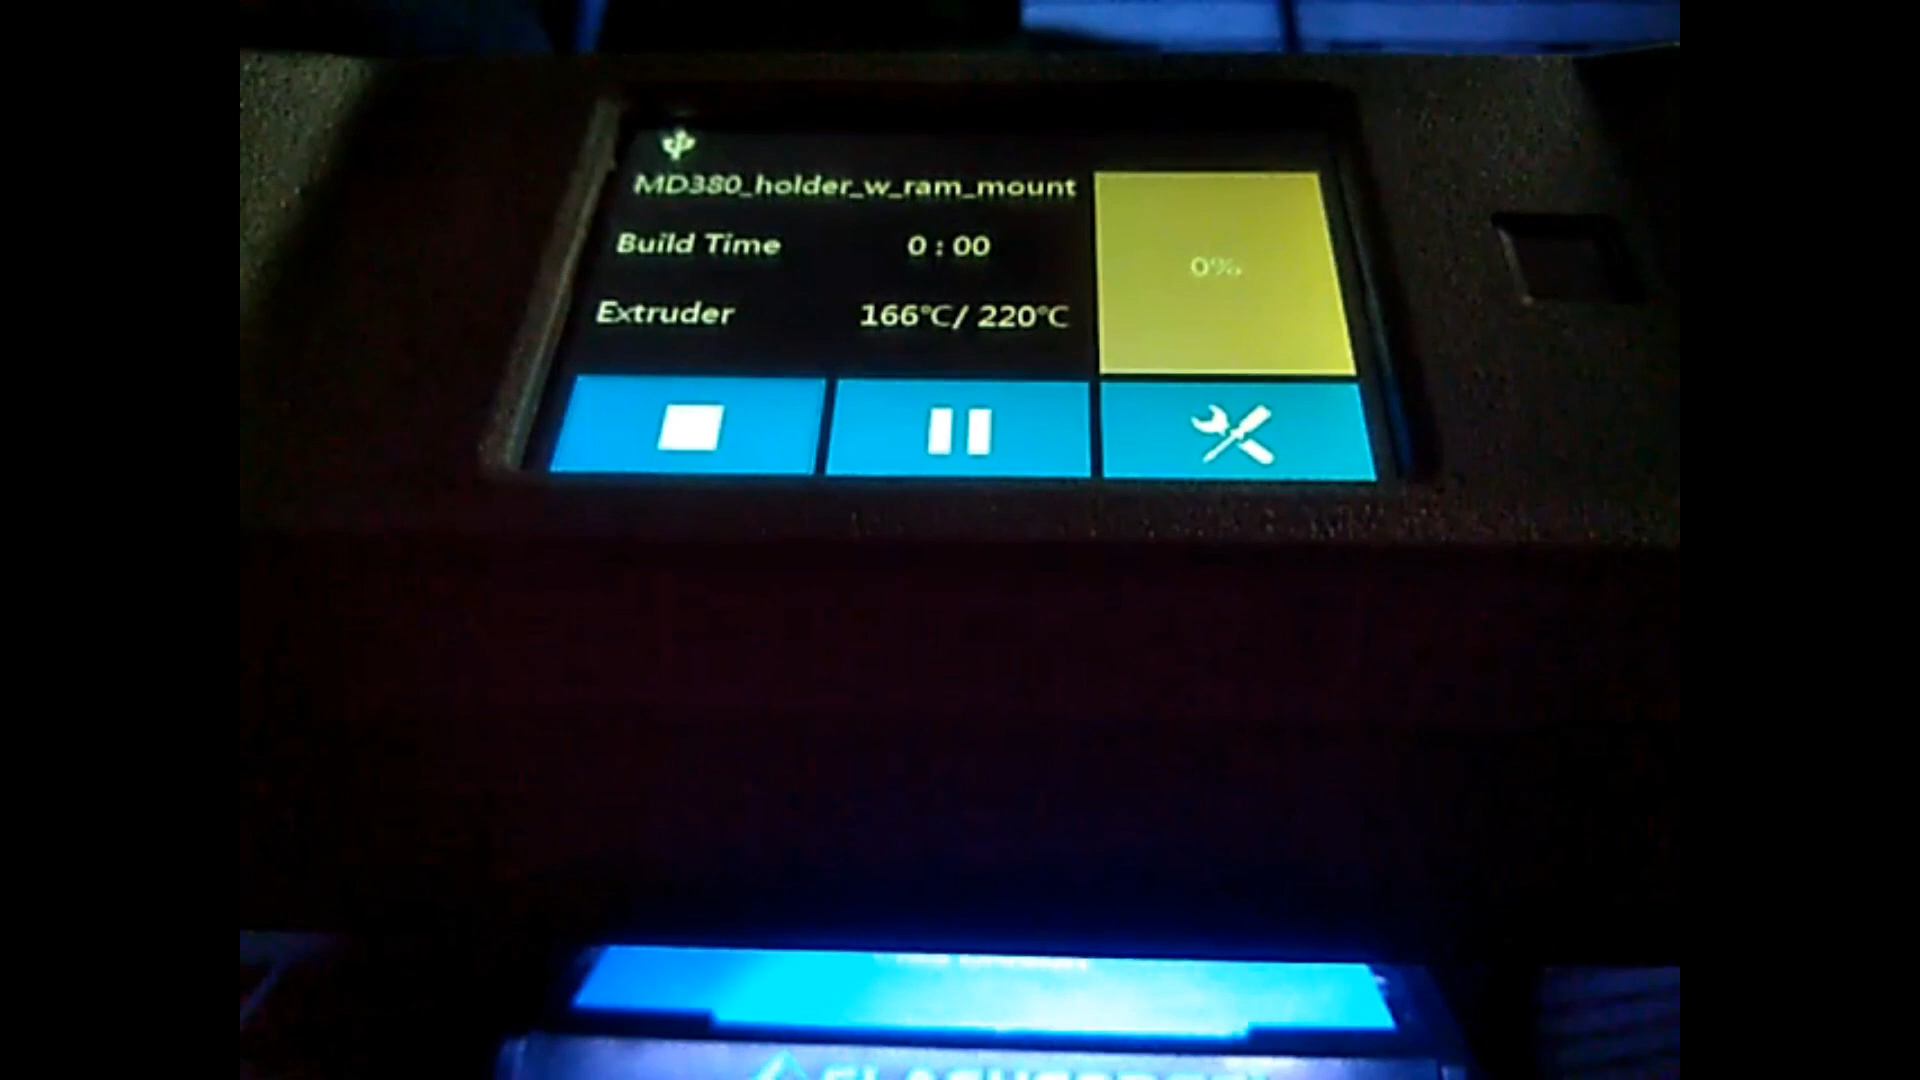 MD380_holder_w_ram_mount
Build Time 0 : 00
0%
Extruder 166℃/ 220℃